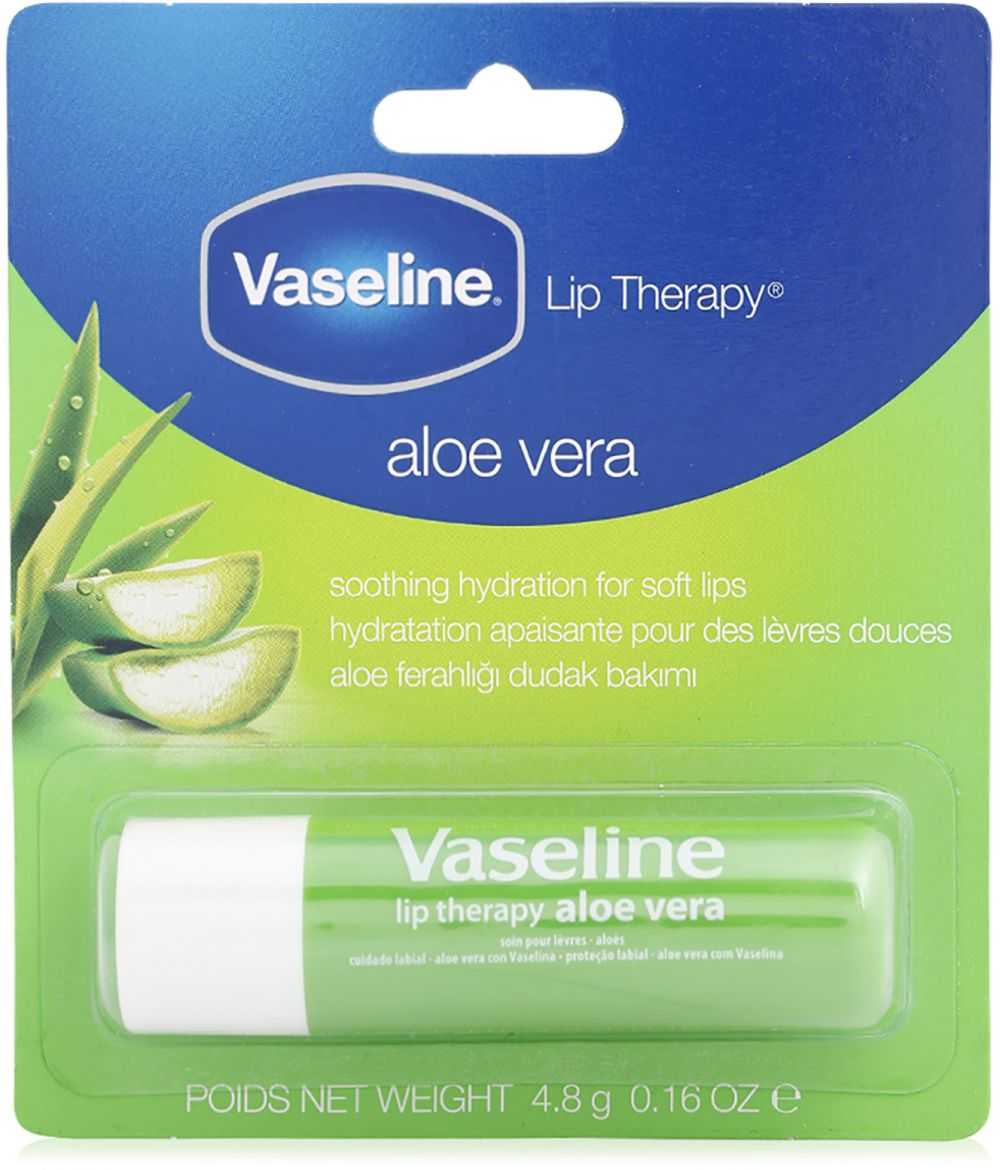 Vaseline®
Lip Therapy®
aloe vera
soothing hydration for soft lips
hydratation apaisante pour des lèvres douces
aloe ferahlığı dudak bakımı
Vaseline
lip therapy aloe vera
soin pour lèvres - aloès
cuidado labial - aloe vera con Vaselina • proteção labial - aloe vera com Vaselina
POIDS NET WEIGHT 4.8 g 0.16 OZ ℮